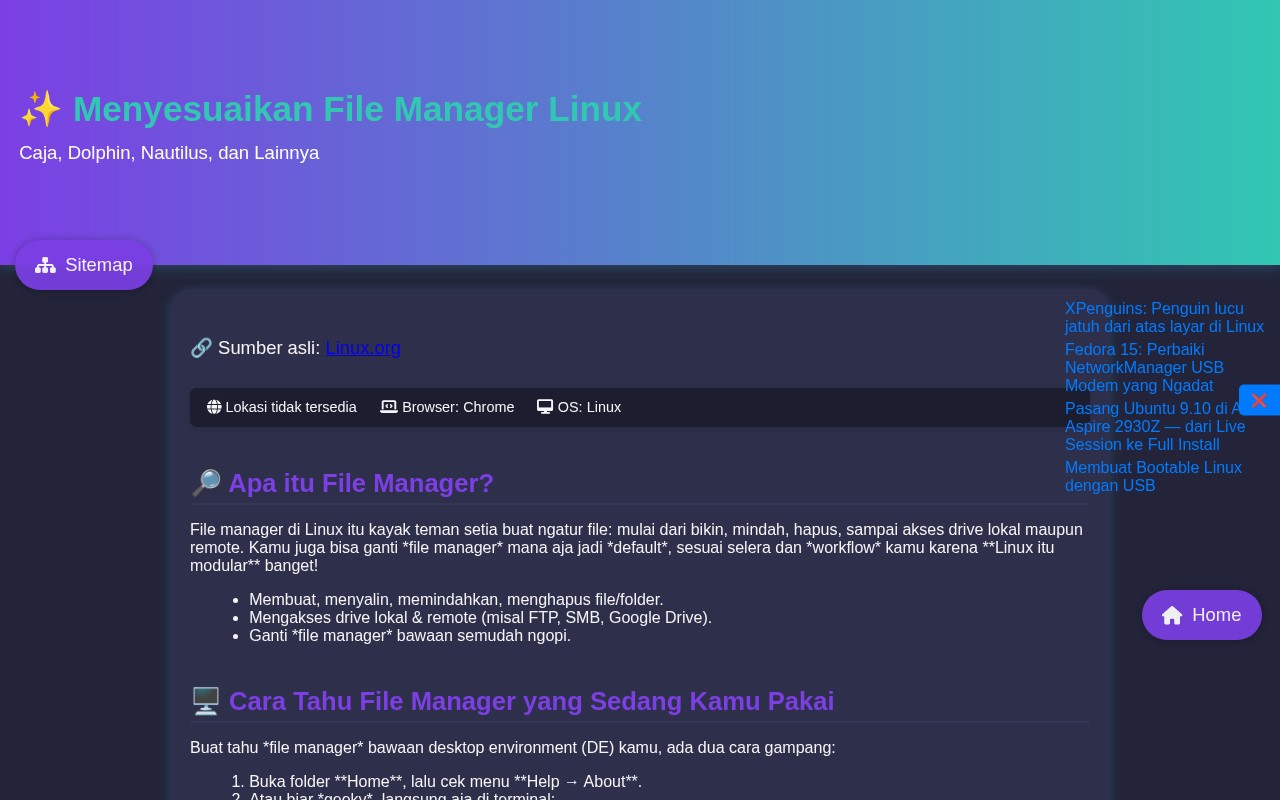 ✨ Menyesuaikan File Manager Linux
Caja, Dolphin, Nautilus, dan Lainnya
Sitemap
🔗 Sumber asli: Linux.org
Lokasi tidak tersedia Browser: Chrome OS: Linux
XPenguins: Penguin lucu
jatuh dari atas layar di Linux
Fedora 15: Perbaiki
NetworkManager USB
Modem yang Ngadat
Pasang Ubuntu 9.10 di
Aspire 2930Z — dari Live
Session ke Full Install
Membuat Bootable Linux
dengan USB
🔎 Apa itu File Manager?
File manager di Linux itu kayak teman setia buat ngatur file: mulai dari bikin, mindah, hapus, sampai akses drive lokal maupun
remote. Kamu juga bisa ganti *file manager* mana aja jadi *default*, sesuai selera dan *workflow* kamu karena **Linux itu
modular** banget!
• Membuat, menyalin, memindahkan, menghapus file/folder.
• Mengakses drive lokal & remote (misal FTP, SMB, Google Drive).
• Ganti *file manager* bawaan semudah ngopi.
Home
🖥️ Cara Tahu File Manager yang Sedang Kamu Pakai
Buat tahu *file manager* bawaan desktop environment (DE) kamu, ada dua cara gampang:
1. Buka folder **Home**, lalu cek menu **Help → About**.
2. Atau biar *geeky*, langsung aja di terminal: